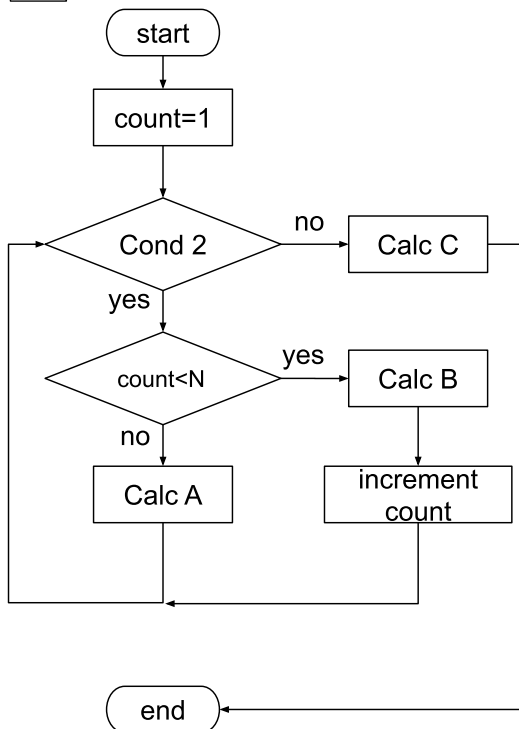 start
count=1
Cond 2
no
Calc C
yes
count<N
yes
Calc B
no
Calc A
increment
count
end